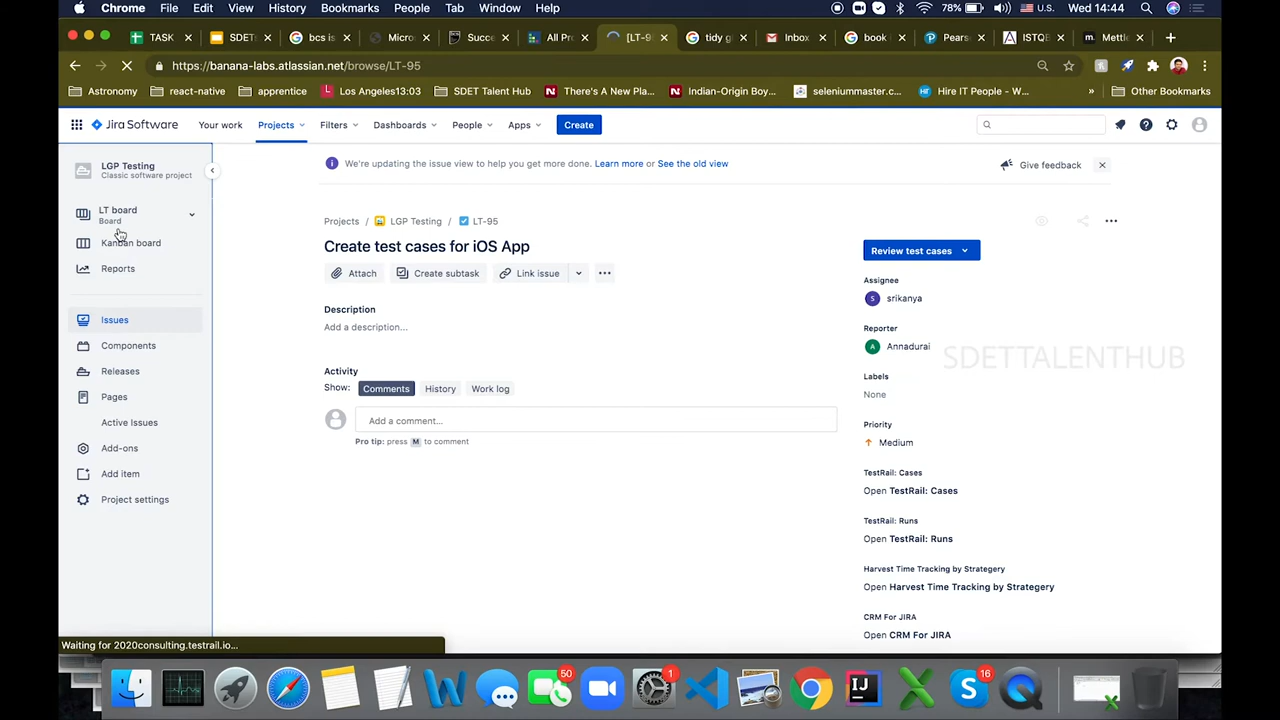 Chrome File Edit View History Bookmarks People Tab Window Help 78% U.S. Wed 14:44
TASK SDETs bcs is Micros Succe All Pro [LT-9 tidy g Inbox book Pears ISTQB Mettl
https://banana-labs.atlassian.net/browse/LT-95
Astronomy react-native apprentice Los Angeles13:03 SDET Talent Hub There's A New Pla... Indian-Origin Boy... seleniummaster.co... Hire IT People - W... » Other Bookmarks
Jira Software Your work Projects Filters Dashboards People Apps Create
LGP Testing
Classic software project
LT board
Board
Kanban board
Reports
Issues
Components
Releases
Pages
Active Issues
Add-ons
Add item
Project settings
We're updating the issue view to help you get more done. Learn more or See the old view
Give feedback
Projects / LGP Testing / LT-95
Create test cases for iOS App
Attach Create subtask Link issue
Description
Add a description...
Activity
Show: Comments History Work log
Add a comment...
Pro tip: press M to comment
Review test cases
Assignee
S srikanya
Reporter
A Annadurai
SDETTALENTHUB
Labels
None
Priority
Medium
TestRail: Cases
Open TestRail: Cases
TestRail: Runs
Open TestRail: Runs
Harvest Time Tracking by Strategery
Open Harvest Time Tracking by Strategery
CRM For JIRA
Open CRM For JIRA
Waiting for 2020consulting.testrail.io...
50 1 16